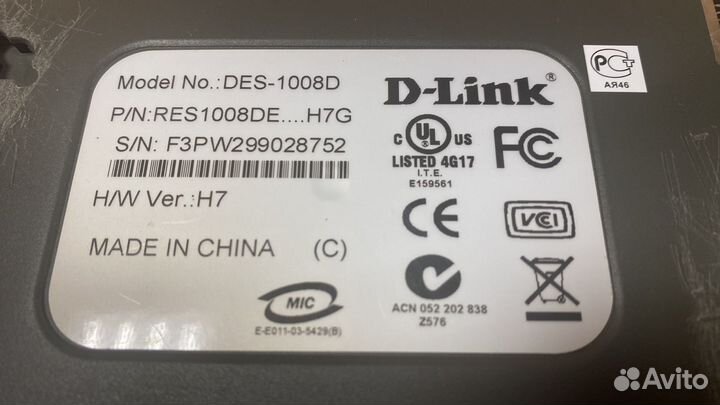 Model No.:DES-1008D
P/N:RES1008DE....H7G
S/N: F3PW299028752
H/W Ver.:H7
MADE IN CHINA (C)
MIC
E-E011-03-5429(B)
D-Link®
C UL US
LISTED 4G17
I.T.E.
E159561
FC
CE
VCI
ACN 052 202 838
Z576
РСТ
АЯ46
Avito